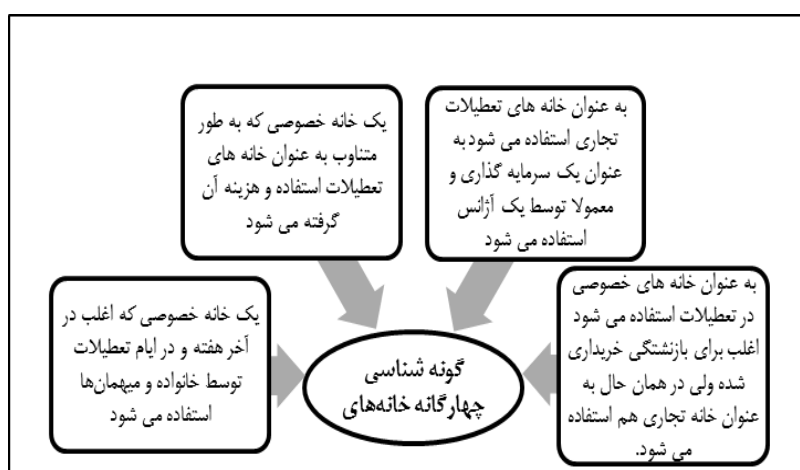 به عنوان خانه های تعطیلات
تجاری استفاده می شود به
عنوان یک سرمایه گذاری و
معمولا توسط یک آژانس
استفاده می شود
یک خانه خصوصی که به طور
متناوب به عنوان خانه های
تعطیلات استفاده و هزینه آن
گرفته می شود
به عنوان خانه های خصوصی
در تعطیلات استفاده می شود
اغلب برای بازنشتگی خریداری
شده ولی در همان حال به
عنوان خانه تجاری هم استفاده
می شود.
یک خانه خصوصی که اغلب در
آخر هفته و در ایام تعطیلات
توسط خانواده و میهمان‌ها
استفاده می شود
گونه شناسی
چهارگانه خانه‌های